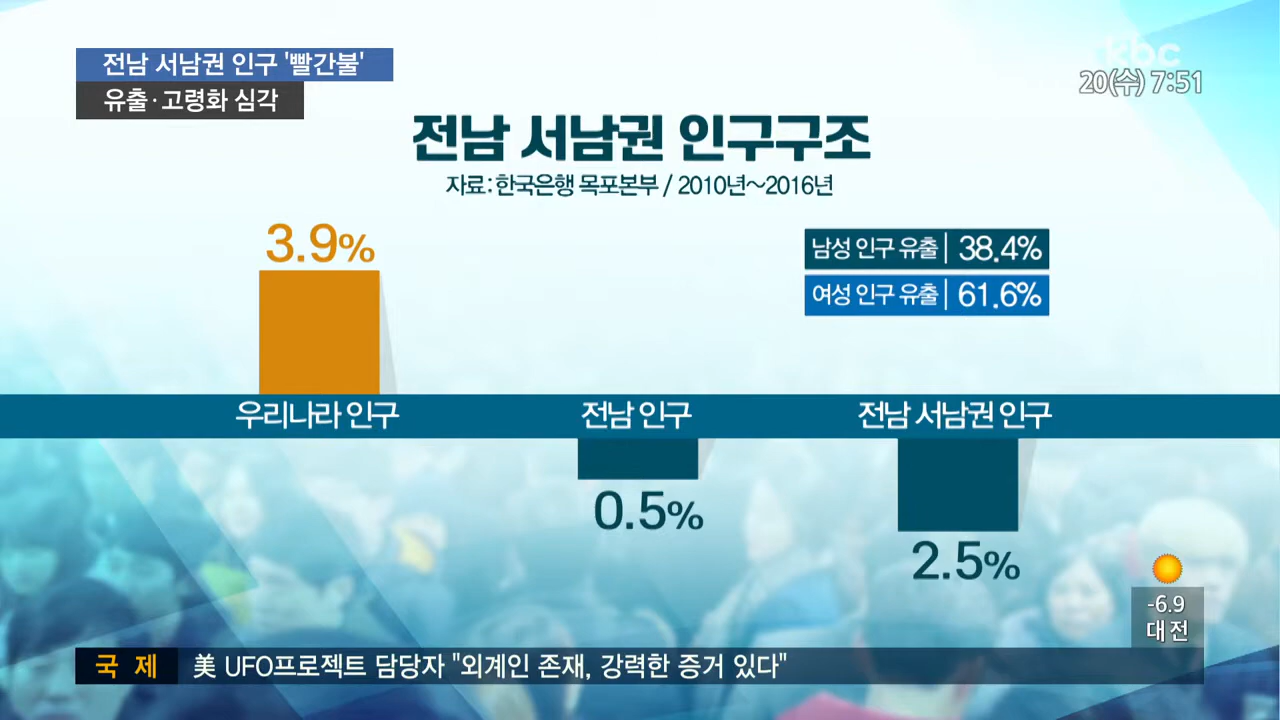 전남 서남권 인구 '빨간불'
유출·고령화 심각
kbc
20(수) 7:51
전남 서남권 인구구조
자료:한국은행 목포본부 / 2010년~2016년
3.9%
남성 인구 유출 38.4%
여성 인구 유출 61.6%
우리나라 인구
전남 인구
전남 서남권 인구
0.5%
2.5%
-6.9
대전
국 제
美 UFO프로젝트 담당자 "외계인 존재, 강력한 증거 있다"